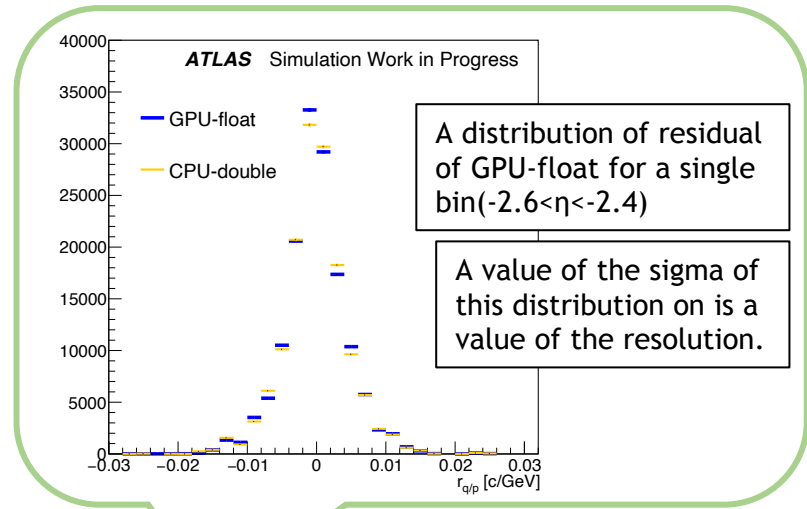 ATLAS Simulation Work in Progress
GPU-float
CPU-double
40000
35000
30000
25000
20000
15000
10000
5000
0
−0.03 −0.02 −0.01 0 0.01 0.02 0.03
r_{q/p} [c/GeV]
A distribution of residual
of GPU-float for a single
bin(-2.6<η<-2.4)
A value of the sigma of
this distribution on is a
value of the resolution.